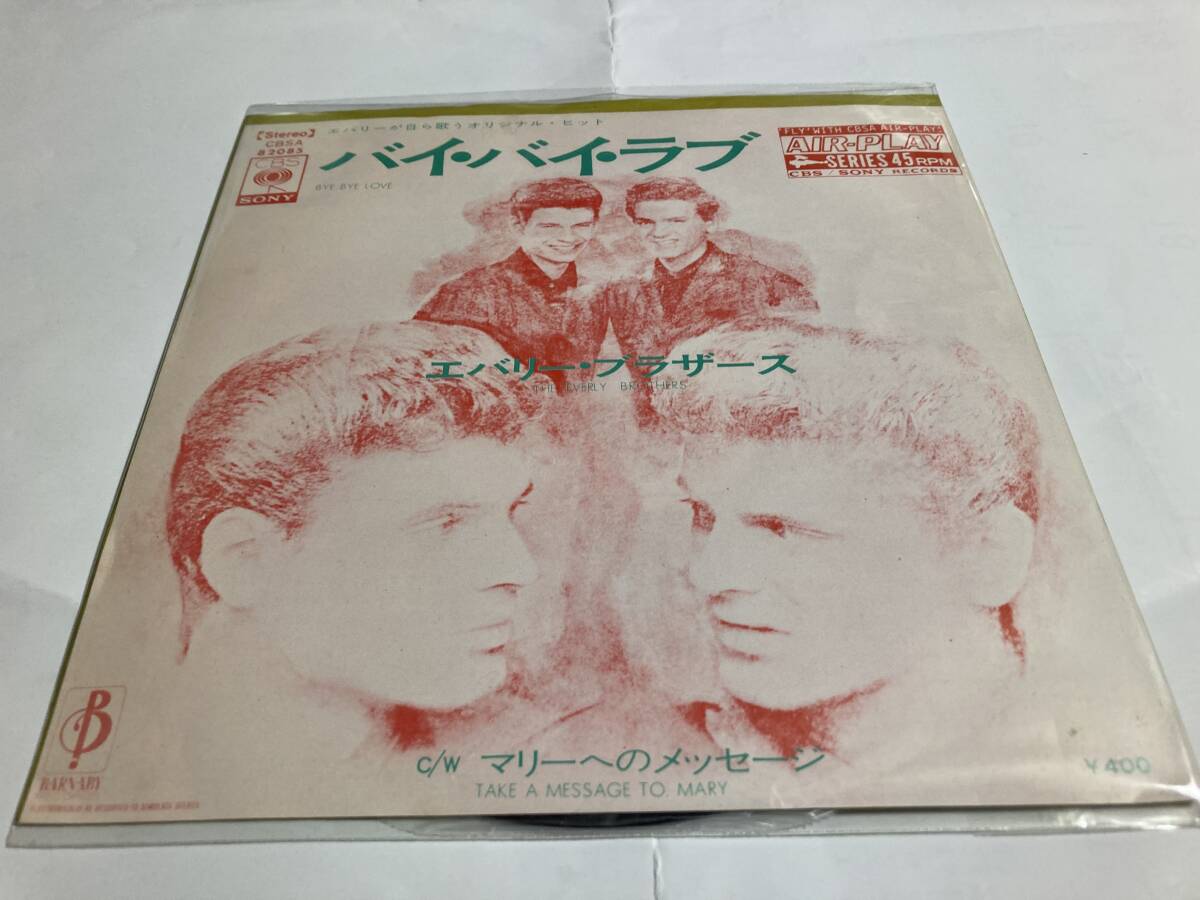 エバリーが自ら歌うオリジナル・ヒット
[Stereo]
CBSA
82085
CBS
SONY
バイ・バイ・ラブ
BYE BYE LOVE
"FLY" WITH CBSA AIR-PLAY!
AIR-PLAY
SERIES 45 RPM
CBS / SONY RECORDS
エバリー・ブラザース
THE EVERLY BROTHERS
B
BARNABY
c/w マリーへのメッセージ
TAKE A MESSAGE TO MARY
¥400